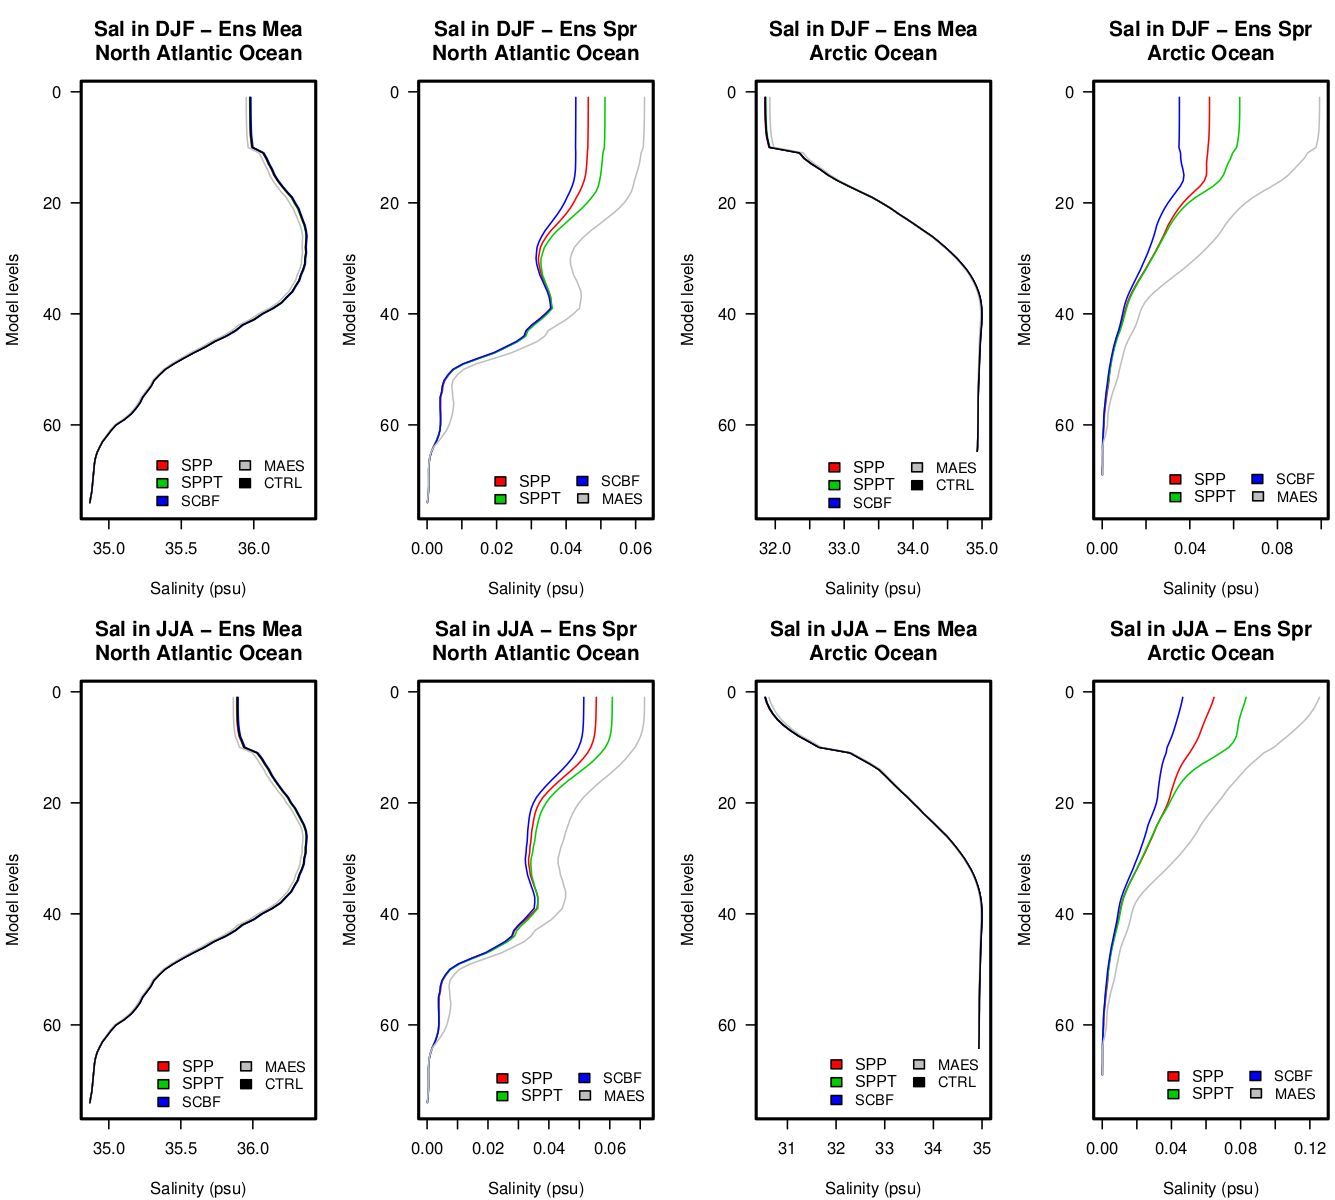 Sal in DJF – Ens Mea
North Atlantic Ocean
0
20
40
60
Model levels
SPP
SPPT
SCBF
MAES
CTRL
35.0 35.5 36.0
Salinity (psu)
Sal in DJF – Ens Spr
North Atlantic Ocean
0
20
40
60
Model levels
SPP
SPPT
SCBF
MAES
0.00 0.02 0.04 0.06
Salinity (psu)
Sal in DJF – Ens Mea
Arctic Ocean
0
20
40
60
Model levels
SPP
SPPT
SCBF
MAES
CTRL
32.0 33.0 34.0 35.0
Salinity (psu)
Sal in DJF – Ens Spr
Arctic Ocean
0
20
40
60
Model levels
SPP
SPPT
SCBF
MAES
0.00 0.04 0.08
Salinity (psu)
Sal in JJA – Ens Mea
North Atlantic Ocean
0
20
40
60
Model levels
SPP
SPPT
SCBF
MAES
CTRL
35.0 35.5 36.0
Salinity (psu)
Sal in JJA – Ens Spr
North Atlantic Ocean
0
20
40
60
Model levels
SPP
SPPT
SCBF
MAES
0.00 0.02 0.04 0.06
Salinity (psu)
Sal in JJA – Ens Mea
Arctic Ocean
0
20
40
60
Model levels
SPP
SPPT
SCBF
MAES
CTRL
31 32 33 34 35
Salinity (psu)
Sal in JJA – Ens Spr
Arctic Ocean
0
20
40
60
Model levels
SPP
SPPT
SCBF
MAES
0.00 0.04 0.08 0.12
Salinity (psu)